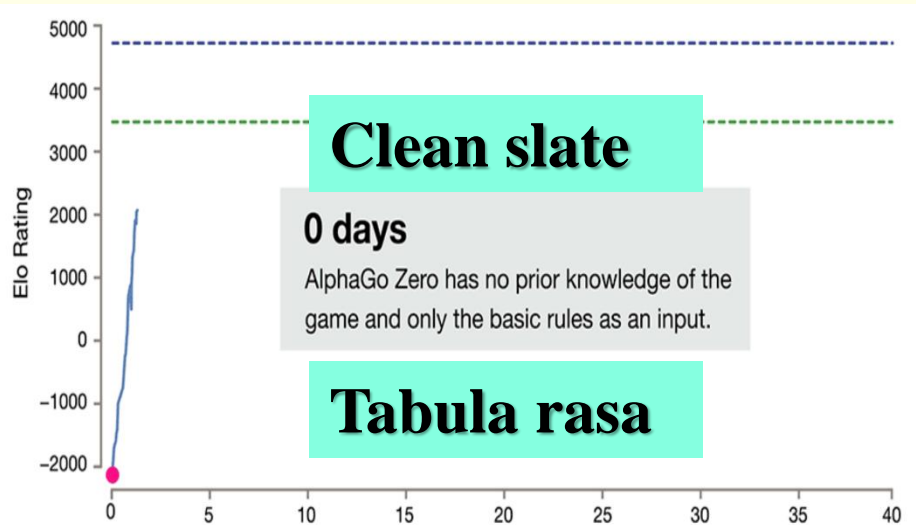 5000
4000
3000
2000
1000
0
−1000
−2000
Elo Rating
Clean slate
0 days
AlphaGo Zero has no prior knowledge of the
game and only the basic rules as an input.
Tabula rasa
0 5 10 15 20 25 30 35 40